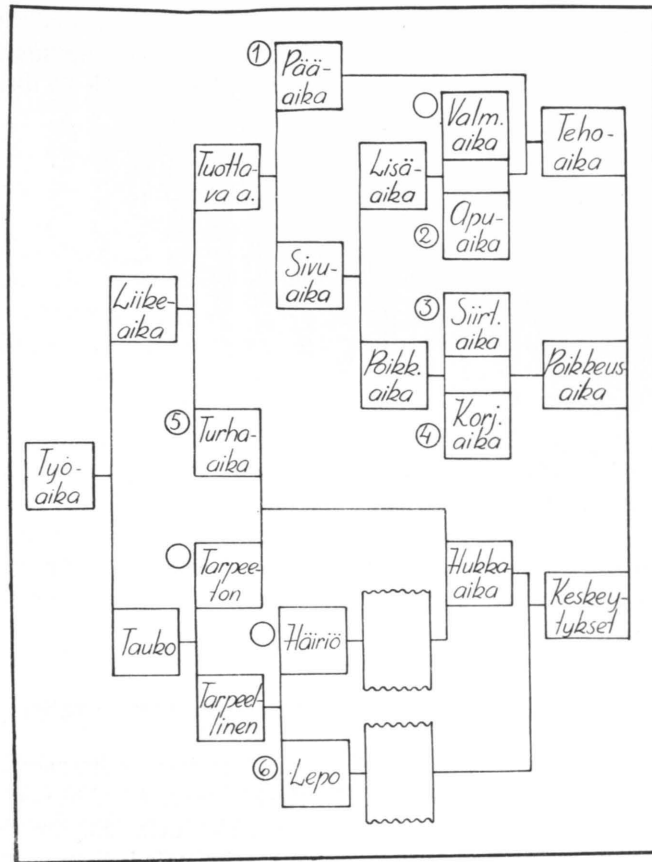 ①
Pää-
aika
Valm.
aika
Teho-
aika
Tuotta-
va a.
Lisä-
aika
②
Apu-
aika
Sivu-
aika
Liike-
aika
③
Siirt.
aika
Poikk.
aika
Poikkeus-
aika
④
Korj.
aika
⑤
Turha-
aika
Työ-
aika
Tarpee-
ton
Hukka-
aika
Keskey-
tykset
Tauko
Häiriö
Tarpeel-
linen
⑥
Lepo